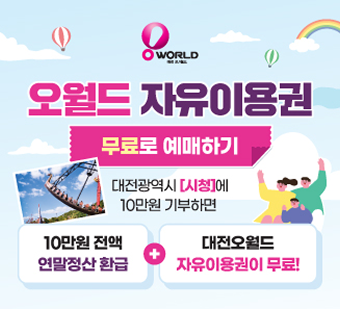 WORLD
오월드 자유이용권
무료로 예매하기
대전광역시 [시청]에
10만원 기부하면
10만원 전액
연말정산 환급
+
대전오월드
자유이용권이 무료!